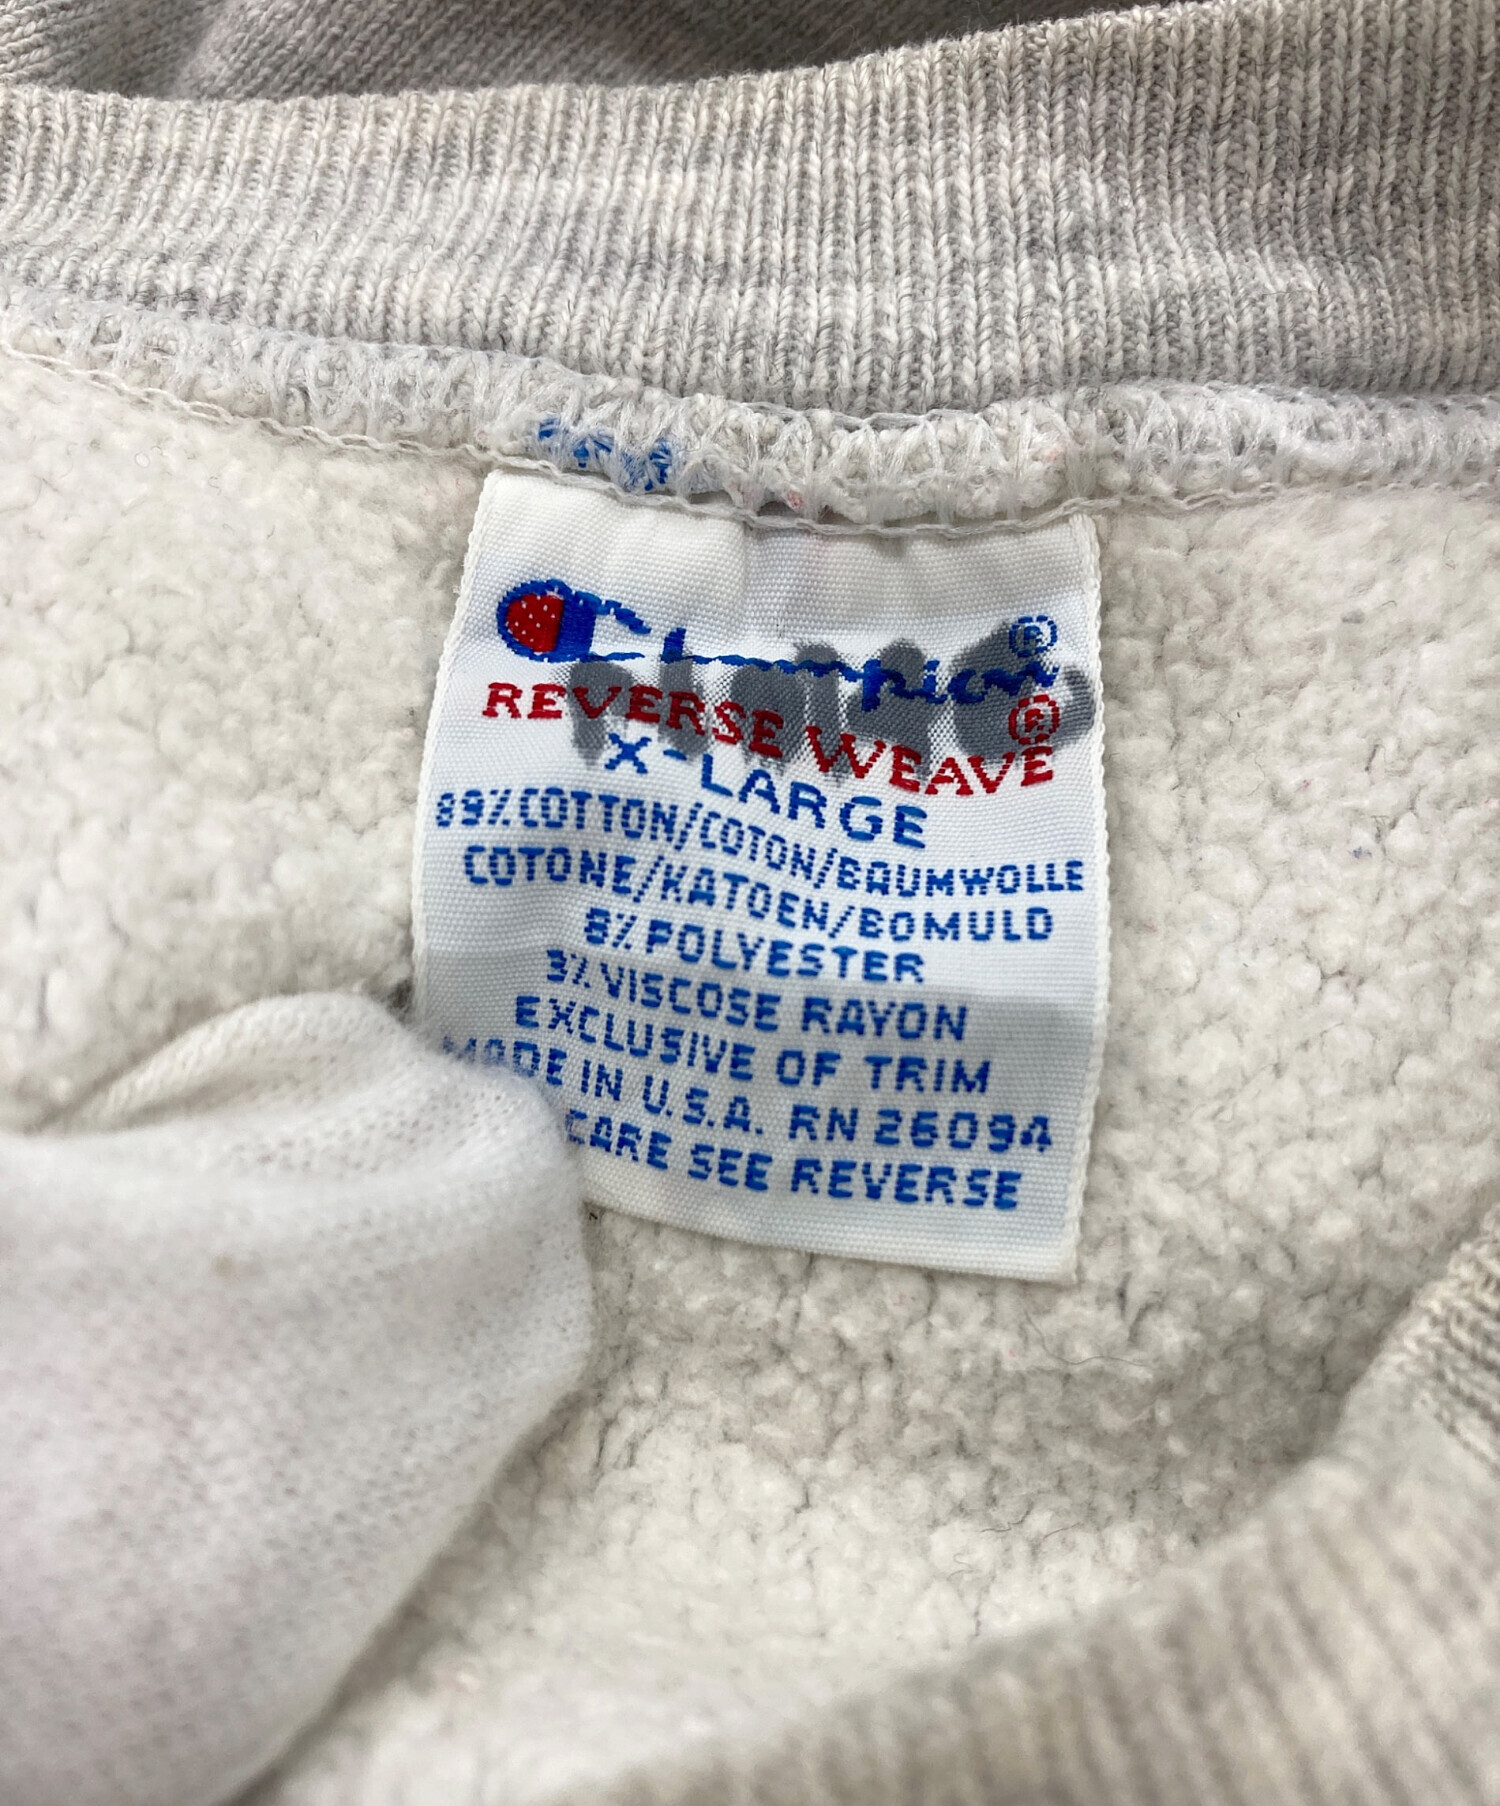 Champion®
REVERSE WEAVE®
X-LARGE
89% COTTON/COTON/BAUMWOLLE
COTONE/KATOEN/BOMULD
8% POLYESTER
3% VISCOSE RAYON
EXCLUSIVE OF TRIM
MADE IN U.S.A. RN 26094
CARE SEE REVERSE